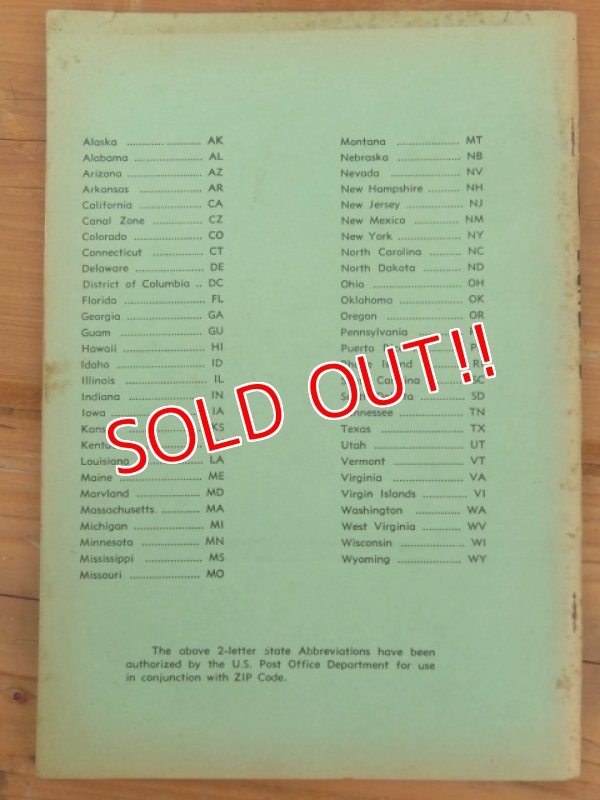 Alaska ........................ AK
Alabama ...................... AL
Arizona ........................ AZ
Arkansas .................... AR
California .................... CA
Canal Zone ................ CZ
Colorado ...................... CO
Connecticut ................ CT
Delaware .................... DE
District of Columbia .. DC
Florida ........................ FL
Georgia ........................ GA
Guam .......................... GU
Hawaii ........................ HI
Idaho .......................... ID
Illinois .......................... IL
Indiana ........................ IN
Iowa ............................ IA
KS
Louisiana LA
Maine .......................... ME
Maryland .................... MD
Massachusetts ............ MA
Michigan .................... MI
Minnesota .................. MN
Mississippi .................. MS
Missouri ...................... MO
Montana .................... MT
Nebraska .................... NB
Nevada ........................ NV
New Hampshire .......... NH
New Jersey ................ NJ
New Mexico .............. NM
New York .................... NY
North Carolina .......... NC
North Dakota ............ ND
Ohio ............................ OH
Oklahoma .................. OK
Oregon ........................ OR
Pennsylvania
Puerto
Island
Carolina SC
SD
Tennessee .................. TN
Texas .......................... TX
Utah ............................ UT
Vermont ...................... VT
Virginia ...................... VA
Virgin Islands ............ VI
Washington ................ WA
West Virginia ............ WV
Wisconsin .................... WI
Wyoming .................... WY
SOLD OUT!!
The above 2-letter State Abbreviations have been
authorized by the U.S. Post Office Department for use
in conjunction with ZIP Code.